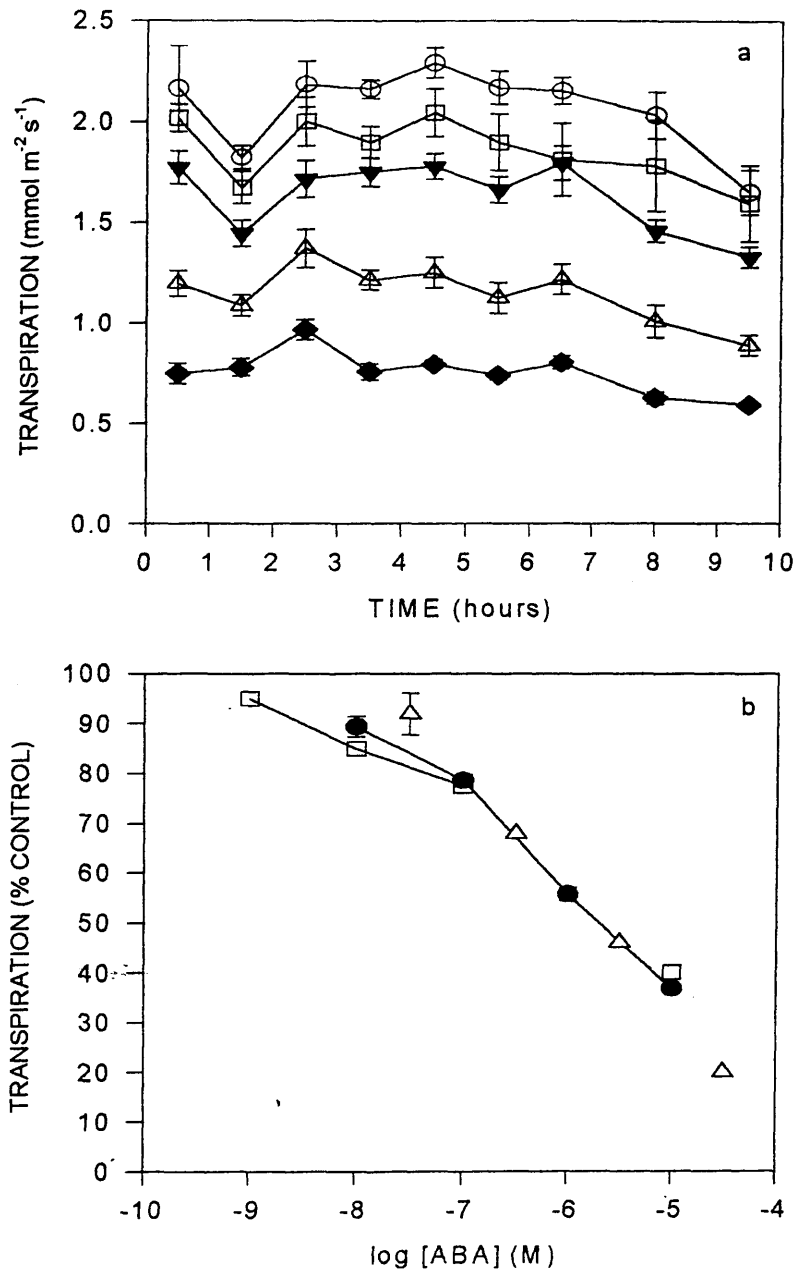 a
2.5
2.0
1.5
1.0
0.5
0.0
TRANSPIRATION (mmol m⁻² s⁻¹)
0 1 2 3 4 5 6 7 8 9 10
TIME (hours)
b
100
90
80
70
60
50
40
30
20
10
0
TRANSPIRATION (% CONTROL)
-10 -9 -8 -7 -6 -5 -4
log [ABA] (M)